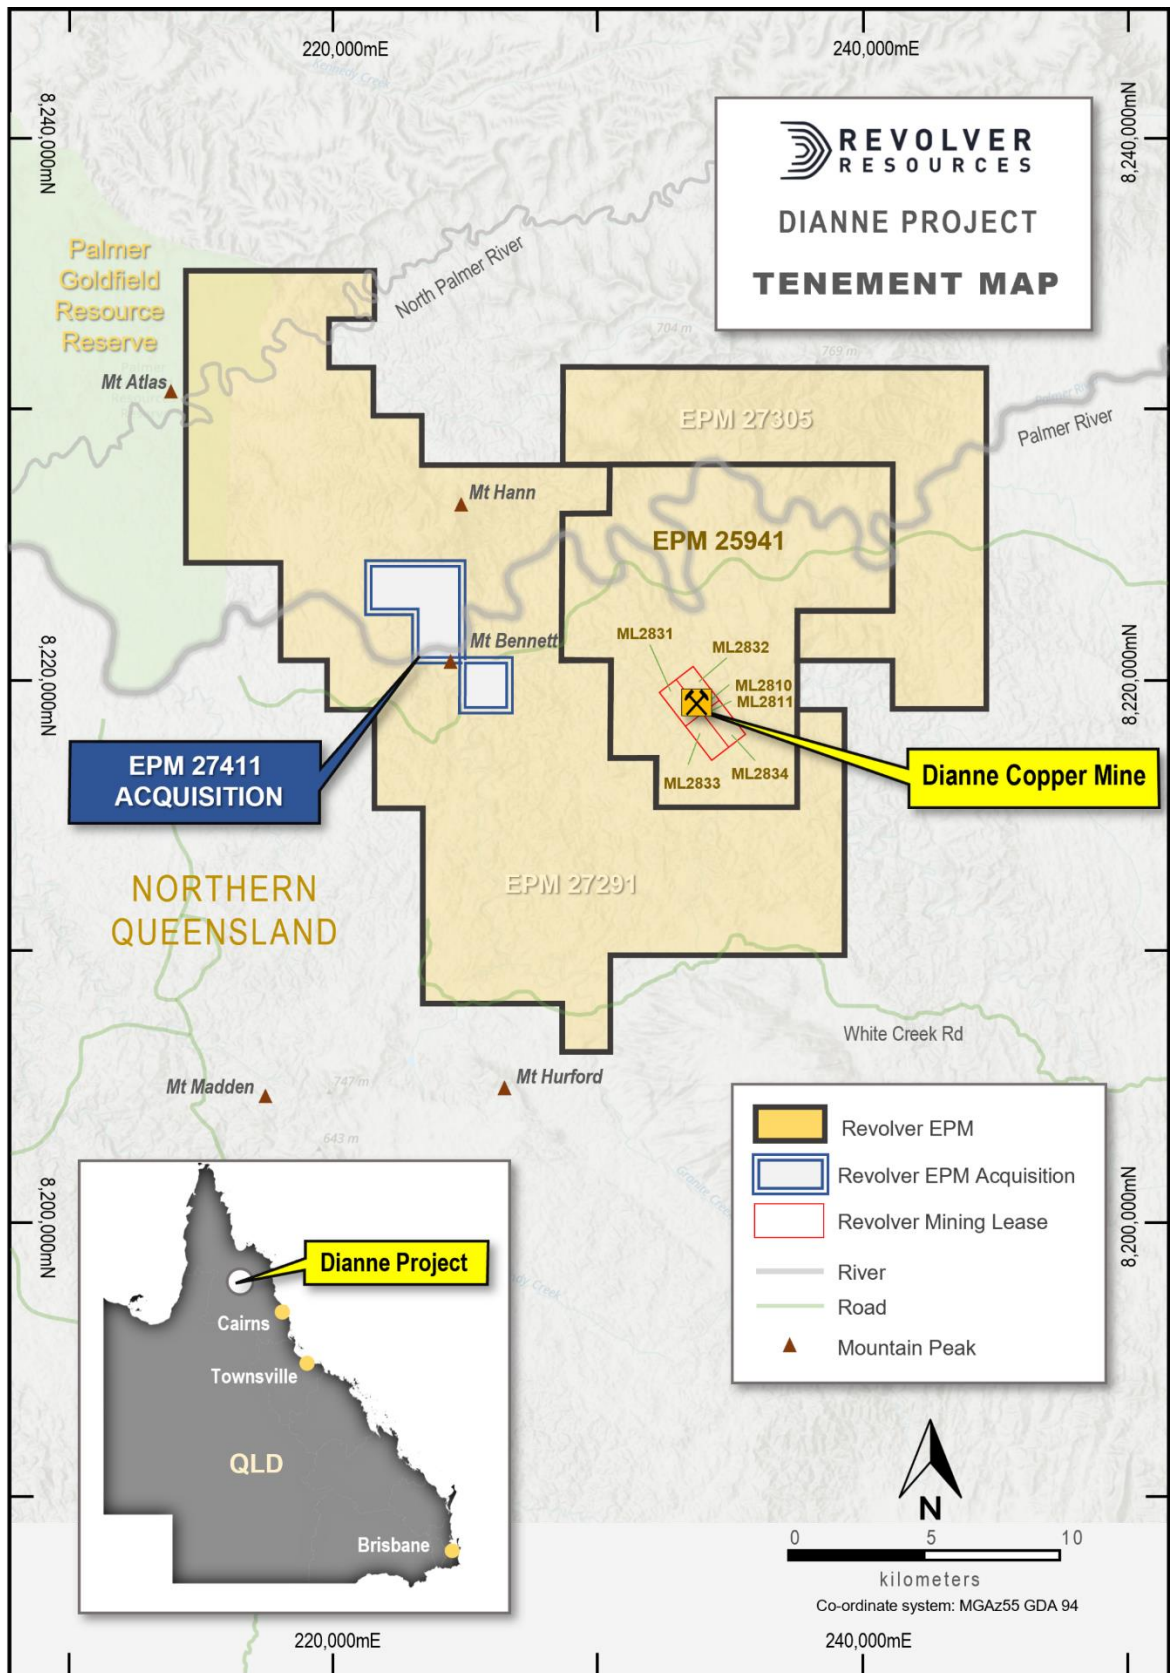 220,000mE
240,000mE
8,240,000mN
8,240,000mN
REVOLVER
RESOURCES
DIANNE PROJECT
TENEMENT MAP
Palmer
Goldfield
Resource
Reserve
North Palmer River
704 m
769 m
Mt Atlas
EPM 27305
Palmer River
Mt Hann
EPM 25941
Mt Bennett
ML2831
ML2832
ML2810
ML2811
ML2833
ML2834
8,220,000mN
8,220,000mN
EPM 27411
ACQUISITION
Dianne Copper Mine
NORTHERN
QUEENSLAND
EPM 27291
White Creek Rd
Mt Madden
747 m
Mt Hurford
643 m
Revolver EPM
Revolver EPM Acquisition
Revolver Mining Lease
River
Road
Mountain Peak
8,200,000mN
8,200,000mN
Dianne Project
Cairns
Townsville
QLD
Brisbane
N
0 5 10
kilometers
Co-ordinate system: MGAz55 GDA 94
220,000mE
240,000mE